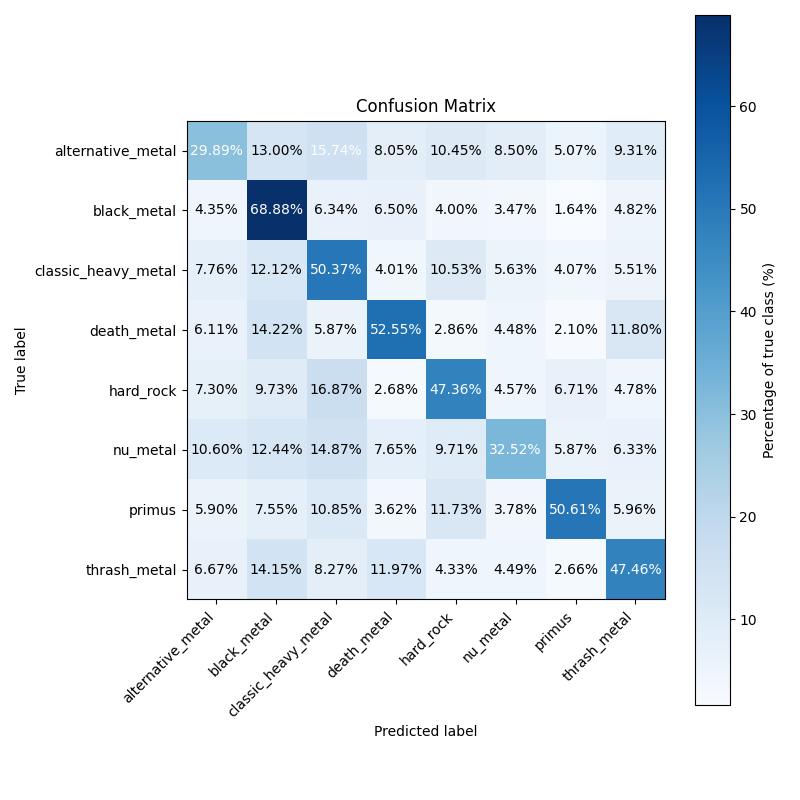 Confusion Matrix
alternative_metal 29.89% 13.00% 15.74% 8.05% 10.45% 8.50% 5.07% 9.31%
black_metal 4.35% 68.88% 6.34% 6.50% 4.00% 3.47% 1.64% 4.82%
classic_heavy_metal 7.76% 12.12% 50.37% 4.01% 10.53% 5.63% 4.07% 5.51%
death_metal 6.11% 14.22% 5.87% 52.55% 2.86% 4.48% 2.10% 11.80%
hard_rock 7.30% 9.73% 16.87% 2.68% 47.36% 4.57% 6.71% 4.78%
nu_metal 10.60% 12.44% 14.87% 7.65% 9.71% 32.52% 5.87% 6.33%
primus 5.90% 7.55% 10.85% 3.62% 11.73% 3.78% 50.61% 5.96%
thrash_metal 6.67% 14.15% 8.27% 11.97% 4.33% 4.49% 2.66% 47.46%
alternative_metal black_metal classic_heavy_metal death_metal hard_rock nu_metal primus thrash_metal
Predicted label
True label
60
50
40
30
20
10
Percentage of true class (%)